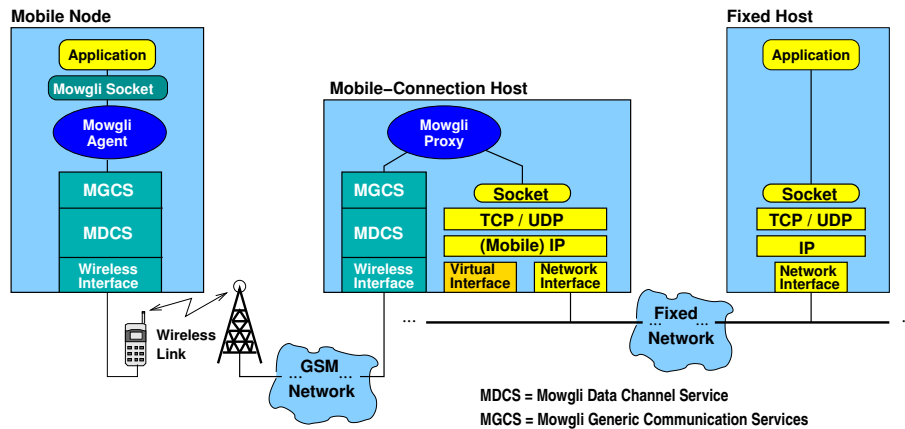 Mobile Node
Application
Mowgli Socket
Mowgli
Agent
MGCS
MDCS
Wireless
Interface
Wireless
Link
Mobile−Connection Host
Mowgli
Proxy
MGCS
MDCS
Wireless
Interface
Socket
TCP / UDP
(Mobile) IP
Virtual
Interface
Network
Interface
GSM
... ...
Network
...
Fixed
... ...
Network
Fixed Host
Application
Socket
TCP / UDP
IP
Network
Interface
.
MDCS = Mowgli Data Channel Service
MGCS = Mowgli Generic Communication Services